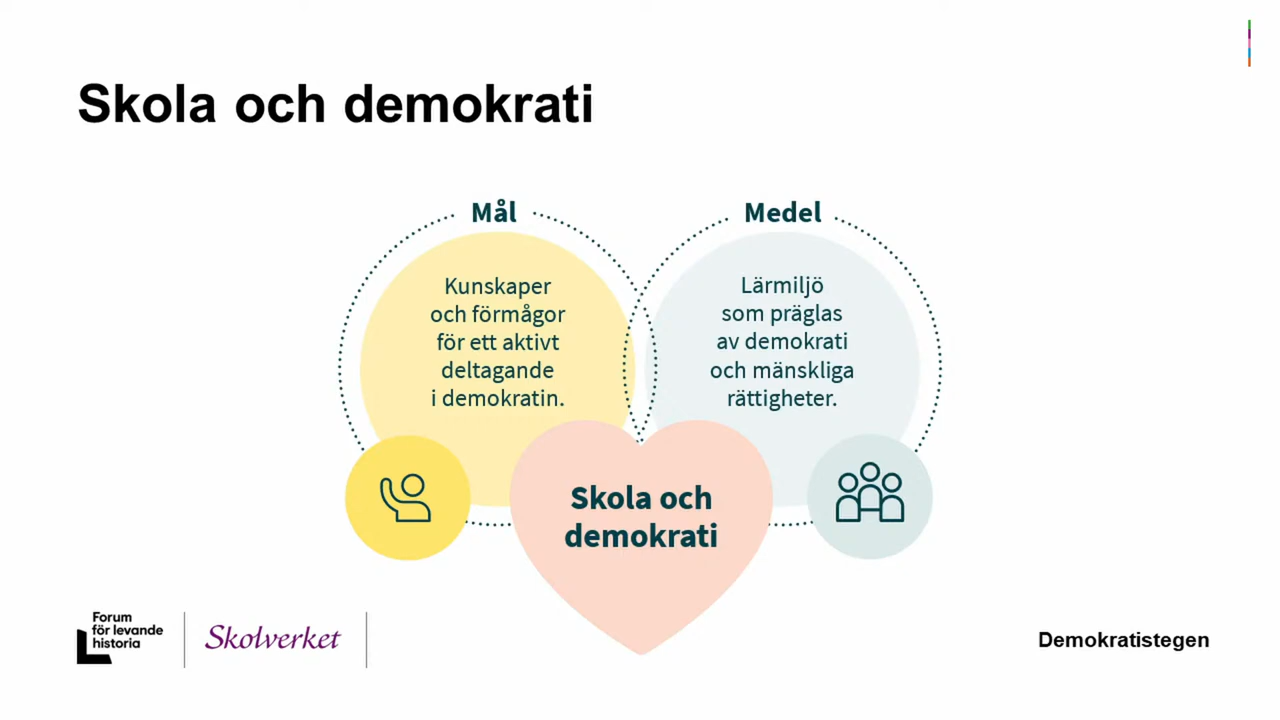 Skola och demokrati
Mål
Kunskaper
och förmågor
för ett aktivt
deltagande
i demokratin.
Medel
Lärmiljö
som präglas
av demokrati
och mänskliga
rättigheter.
Skola och
demokrati
Forum
för levande
historia
Skolverket
Demokratistegen